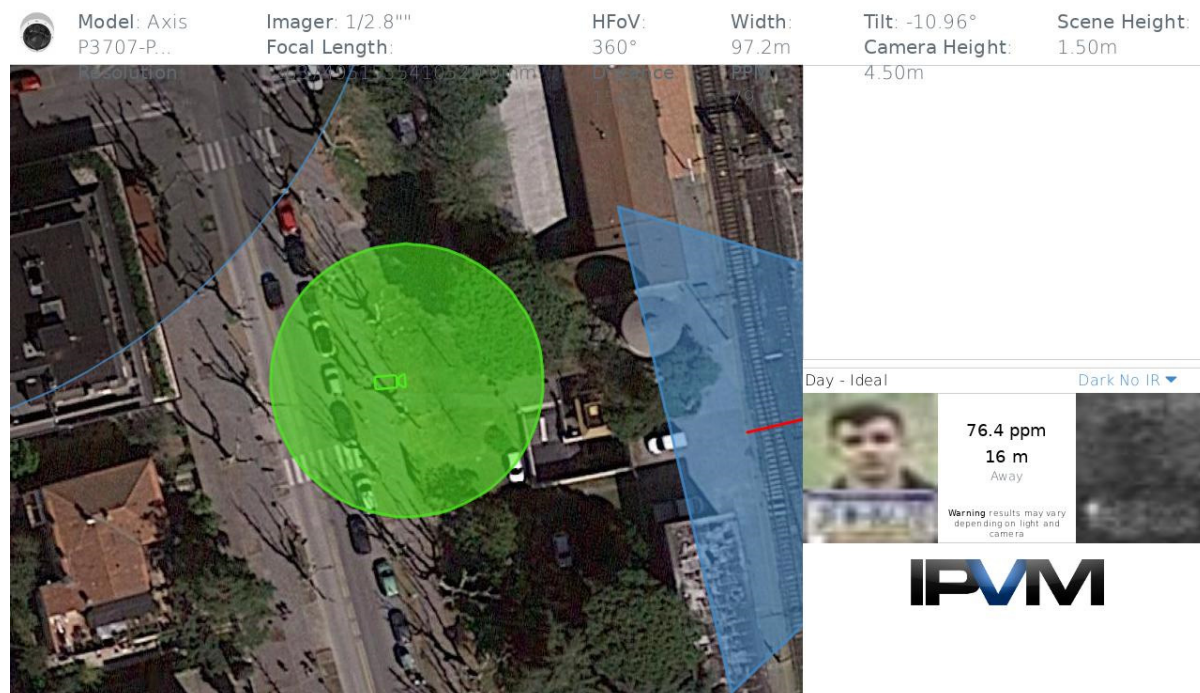 Model: Axis P3707-P...
Imager: 1/2.8""
Focal Length:
HFoV: 360°
Width: 97.2m
Tilt: -10.96°
Camera Height: 4.50m
Scene Height: 1.50m
Resolution
Distance
Day - Ideal
Dark No IR
76.4 ppm
16 m
Away
Warning results may vary depending on light and camera
IPVM